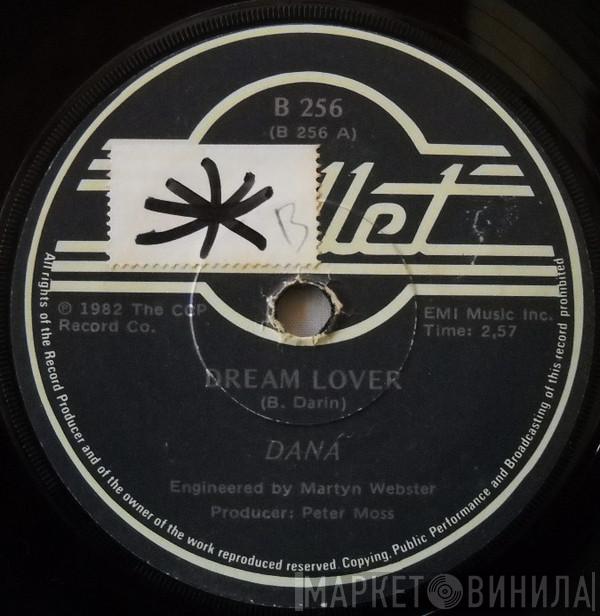 B 256
(B 256 A)
B
℗ 1982 The CCP
Record Co.
EMI Music Inc.
Time: 2,57
DREAM LOVER
(B. Darin)
DANA
Engineered by Martyn Webster
Producer: Peter Moss
All rights of the Record Producer and of the owner of the work reproduced reserved. Copying, Public Performance and Broadcasting of this record prohibited
МАРКЕТ ВИНИЛА